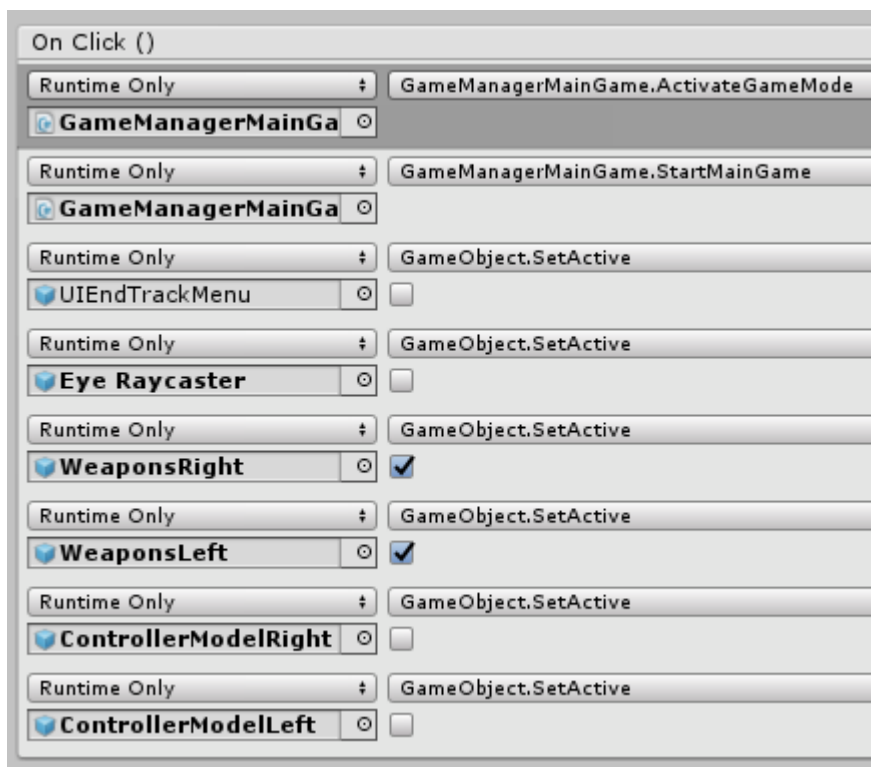 On Click ()
Runtime Only GameManagerMainGame.ActivateGameMode
GameManagerMainGa
Runtime Only GameManagerMainGame.StartMainGame
GameManagerMainGa
Runtime Only GameObject.SetActive
UIEndTrackMenu
Runtime Only GameObject.SetActive
Eye Raycaster
Runtime Only GameObject.SetActive
WeaponsRight
Runtime Only GameObject.SetActive
WeaponsLeft
Runtime Only GameObject.SetActive
ControllerModelRight
Runtime Only GameObject.SetActive
ControllerModelLeft